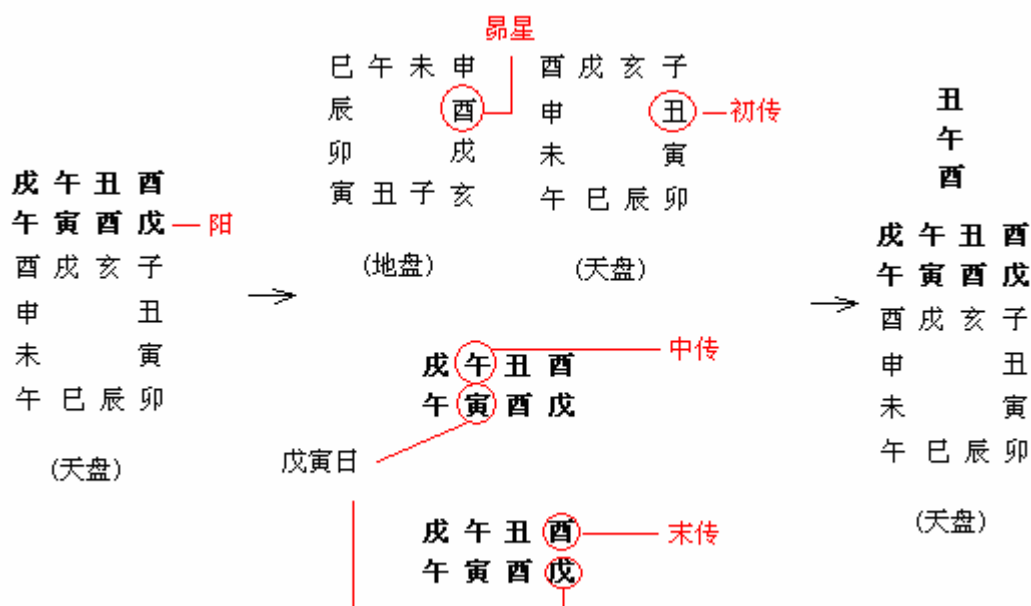 昴星
巳 午 未 申
辰 酉
卯 戌
寅 丑 子 亥
(地盘)
酉 戌 亥 子
申 丑
未 寅
午 巳 辰 卯
(天盘)
初传
戌 午 丑 酉
午 寅 酉 戊
阳
酉 戌 亥 子
申 丑
未 寅
午 巳 辰 卯
(天盘)
戌 午 丑 酉
午 寅 酉 戊
中传
戊寅日
戌 午 丑 酉
午 寅 酉 戊
末传
丑
午
酉
戌 午 丑 酉
午 寅 酉 戊
酉 戌 亥 子
申 丑
未 寅
午 巳 辰 卯
(天盘)